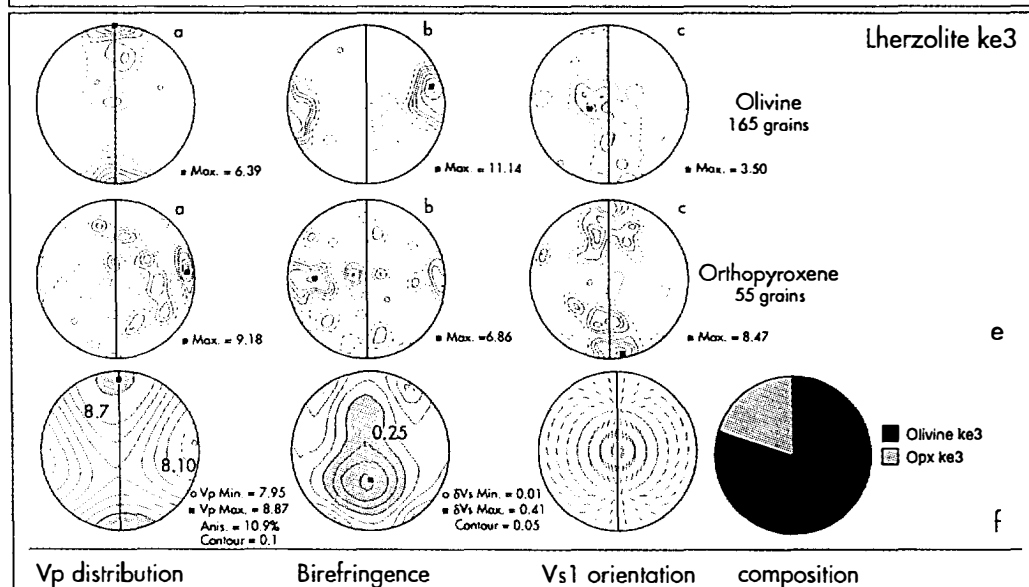 Lherzolite ke3
a
b
c
Olivine
165 grains
■ Max. = 6.39
■ Max. = 11.14
■ Max. = 3.50
a
b
c
Orthopyroxene
55 grains
■ Max. = 9.18
■ Max. =6.86
■ Max. = 8.47
e
8.7
8.10
0.25
○ Vp Min. = 7.95
■ Vp Max. = 8.87
Anis. = 10.9%
Contour = 0.1
○ δVs Min. = 0.01
■ δVs Max. = 0.41
Contour = 0.05
Olivine ke3
Opx ke3
f
Vp distribution
Birefringence
Vs1 orientation
composition